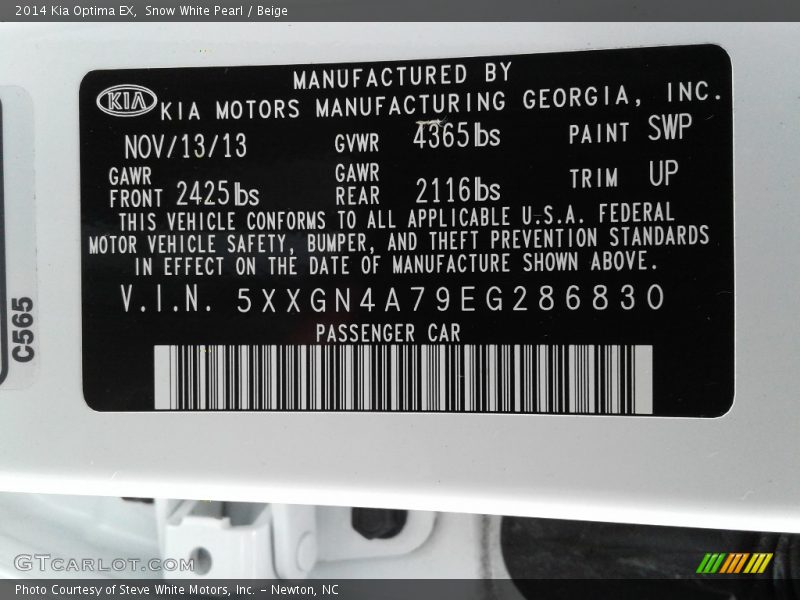 2014 Kia Optima EX, Snow White Pearl / Beige
MANUFACTURED BY
KIA KIA MOTORS MANUFACTURING GEORGIA, INC.
NOV/13/13 GVWR 4365lbs PAINT SWP
GAWR FRONT 2425lbs GAWR REAR 2116lbs TRIM UP
THIS VEHICLE CONFORMS TO ALL APPLICABLE U.S.A. FEDERAL
MOTOR VEHICLE SAFETY, BUMPER, AND THEFT PREVENTION STANDARDS
IN EFFECT ON THE DATE OF MANUFACTURE SHOWN ABOVE.
V.I.N. 5XXGN4A79EG286830
PASSENGER CAR
C565
GTcarlot.com
Photo Courtesy of Steve White Motors, Inc. – Newton, NC